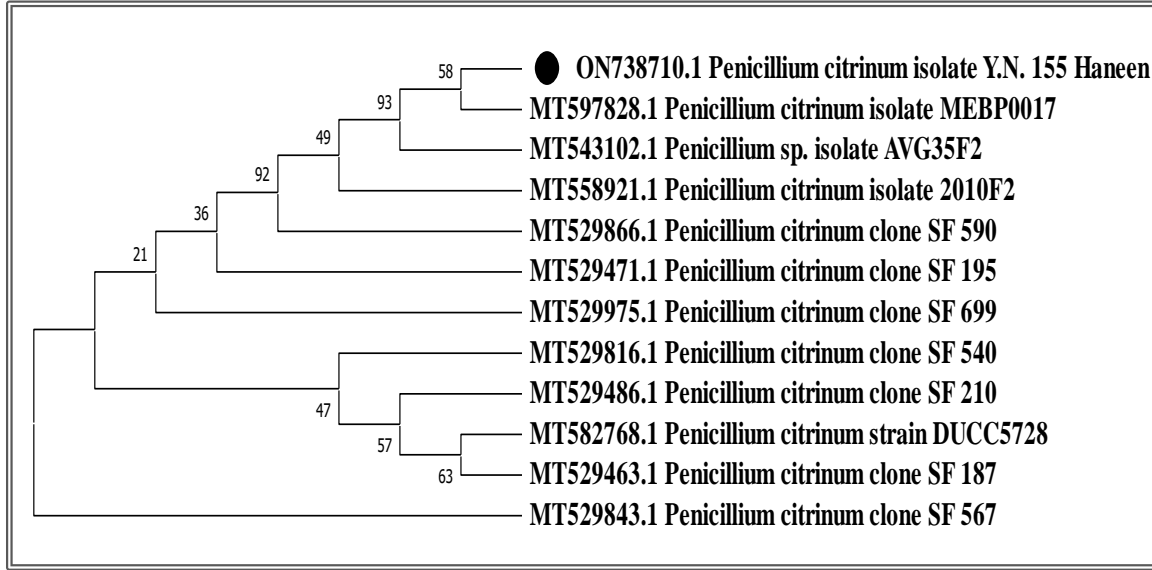 58
ON738710.1 Penicillium citrinum isolate Y.N. 155 Haneen
93
MT597828.1 Penicillium citrinum isolate MEBP0017
49
MT543102.1 Penicillium sp. isolate AVG35F2
92
MT558921.1 Penicillium citrinum isolate 2010F2
36
MT529866.1 Penicillium citrinum clone SF 590
21
MT529471.1 Penicillium citrinum clone SF 195
MT529975.1 Penicillium citrinum clone SF 699
MT529816.1 Penicillium citrinum clone SF 540
47
MT529486.1 Penicillium citrinum clone SF 210
57
MT582768.1 Penicillium citrinum strain DUCC5728
63
MT529463.1 Penicillium citrinum clone SF 187
MT529843.1 Penicillium citrinum clone SF 567